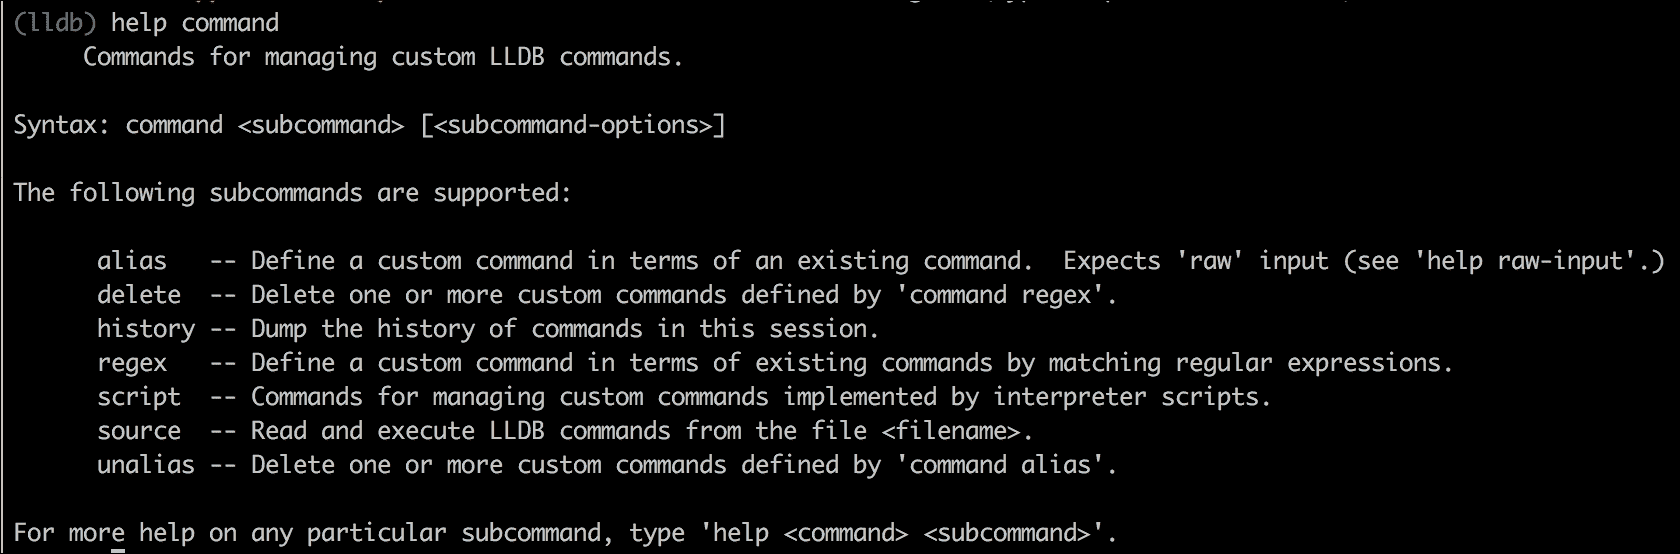 (lldb) help command
     Commands for managing custom LLDB commands.

Syntax: command <subcommand> [<subcommand-options>]

The following subcommands are supported:

      alias   -- Define a custom command in terms of an existing command.  Expects 'raw' input (see 'help raw-input'.)
      delete  -- Delete one or more custom commands defined by 'command regex'.
      history -- Dump the history of commands in this session.
      regex   -- Define a custom command in terms of existing commands by matching regular expressions.
      script  -- Commands for managing custom commands implemented by interpreter scripts.
      source  -- Read and execute LLDB commands from the file <filename>.
      unalias -- Delete one or more custom commands defined by 'command alias'.

For more help on any particular subcommand, type 'help <command> <subcommand>'.